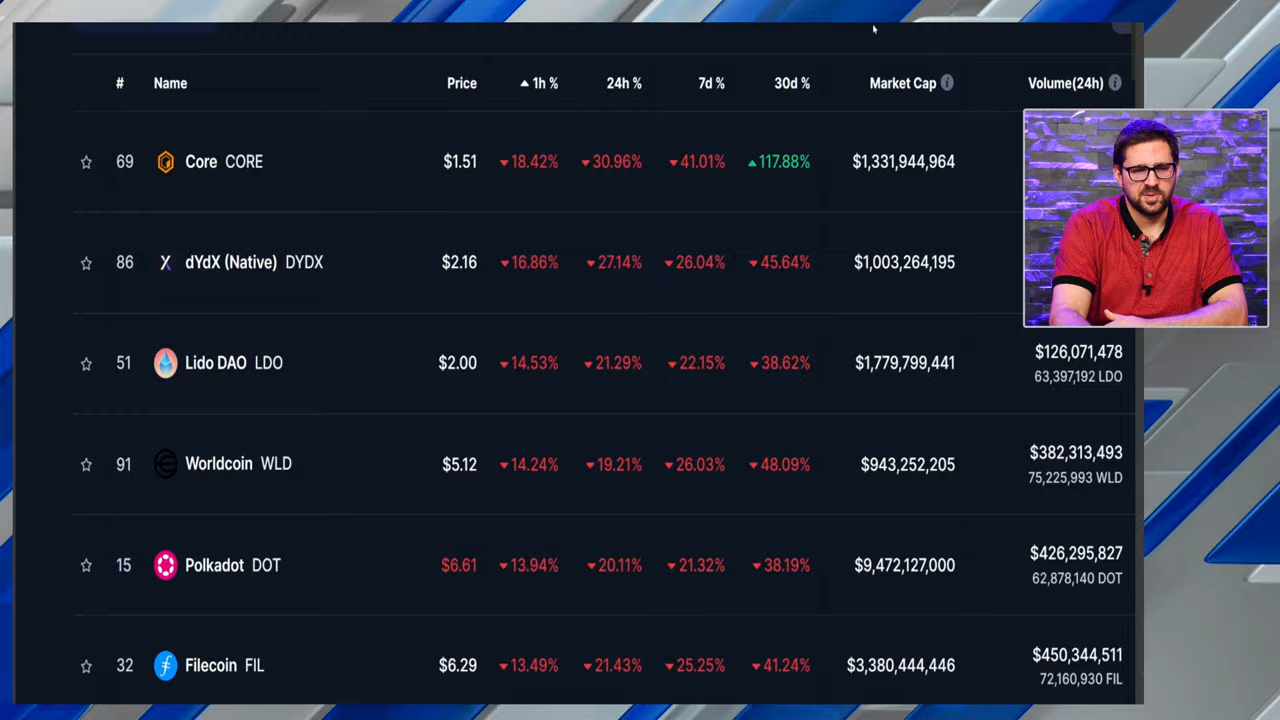 # Name Price ▲ 1h % 24h % 7d % 30d % Market Cap Volume(24h)
69 Core CORE $1.51 ▼18.42% ▼30.96% ▼41.01% ▲117.88% $1,331,944,964
86 dYdX (Native) DYDX $2.16 ▼16.86% ▼27.14% ▼26.04% ▼45.64% $1,003,264,195
51 Lido DAO LDO $2.00 ▼14.53% ▼21.29% ▼22.15% ▼38.62% $1,779,799,441 $126,071,478
63,397,192 LDO
91 Worldcoin WLD $5.12 ▼14.24% ▼19.21% ▼26.03% ▼48.09% $943,252,205 $382,313,493
75,225,993 WLD
15 Polkadot DOT $6.61 ▼13.94% ▼20.11% ▼21.32% ▼38.19% $9,472,127,000 $426,295,827
62,878,140 DOT
32 Filecoin FIL $6.29 ▼13.49% ▼21.43% ▼25.25% ▼41.24% $3,380,444,446 $450,344,511
72,160,930 FIL